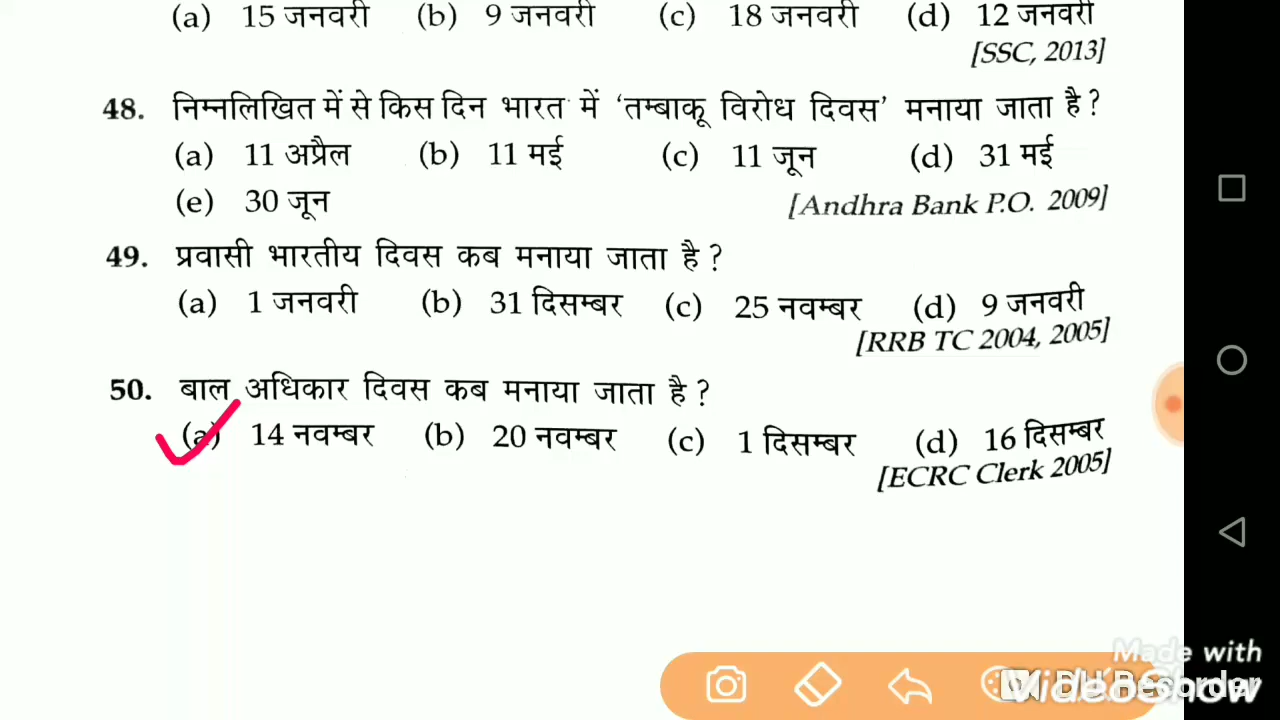 (a) 15 जनवरी (b) 9 जनवरी (c) 18 जनवरी (d) 12 जनवरी
[SSC, 2013]
48. निम्नलिखित में से किस दिन भारत में ‘तम्बाकू विरोध दिवस’ मनाया जाता है ?
(a) 11 अप्रैल (b) 11 मई (c) 11 जून (d) 31 मई
(e) 30 जून [Andhra Bank P.O. 2009]
49. प्रवासी भारतीय दिवस कब मनाया जाता है ?
(a) 1 जनवरी (b) 31 दिसम्बर (c) 25 नवम्बर (d) 9 जनवरी
[RRB TC 2004, 2005]
50. बाल अधिकार दिवस कब मनाया जाता है ?
(a) 14 नवम्बर (b) 20 नवम्बर (c) 1 दिसम्बर (d) 16 दिसम्बर
[ECRC Clerk 2005]
Made with
VideoShow
DU Recorder